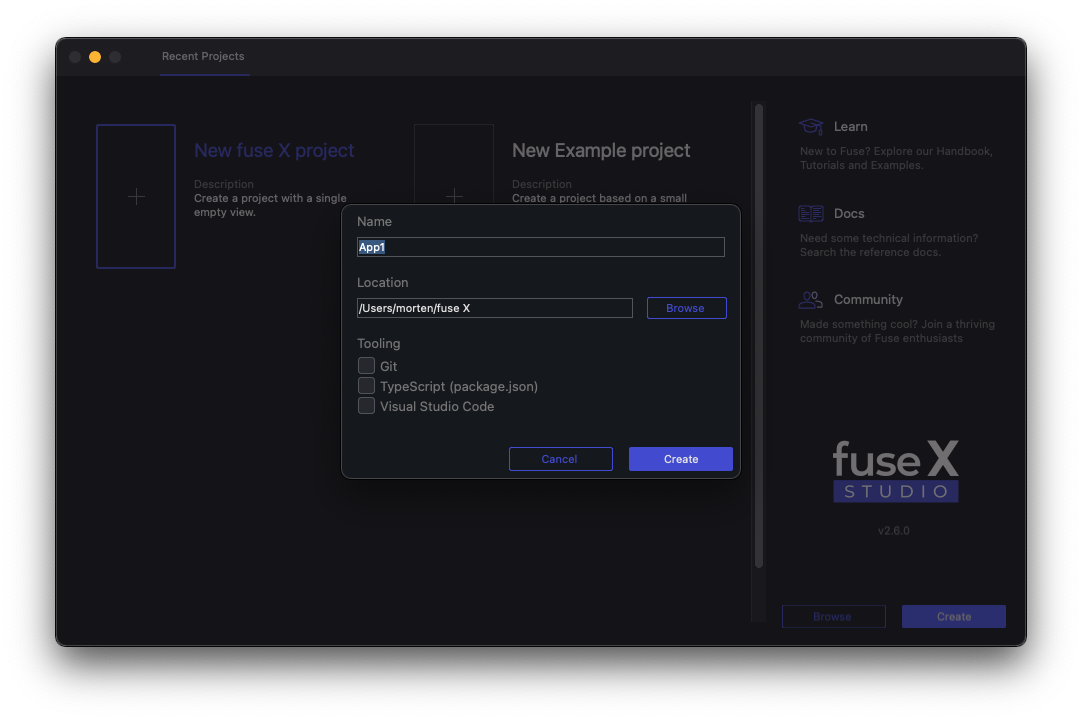 Recent Projects
New fuse X project
Description
Create a project with a single
empty view.
New Example project
Description
Create a project based on a small
Name
App1
Location
/Users/morten/fuse X
Browse
Tooling
Git
TypeScript (package.json)
Visual Studio Code
Cancel
Create
Learn
New to Fuse? Explore our Handbook,
Tutorials and Examples.
Docs
Need some technical information?
Search the reference docs.
Community
Made something cool? Join a thriving
community of Fuse enthusiasts
fuse X
STUDIO
v2.6.0
Browse
Create